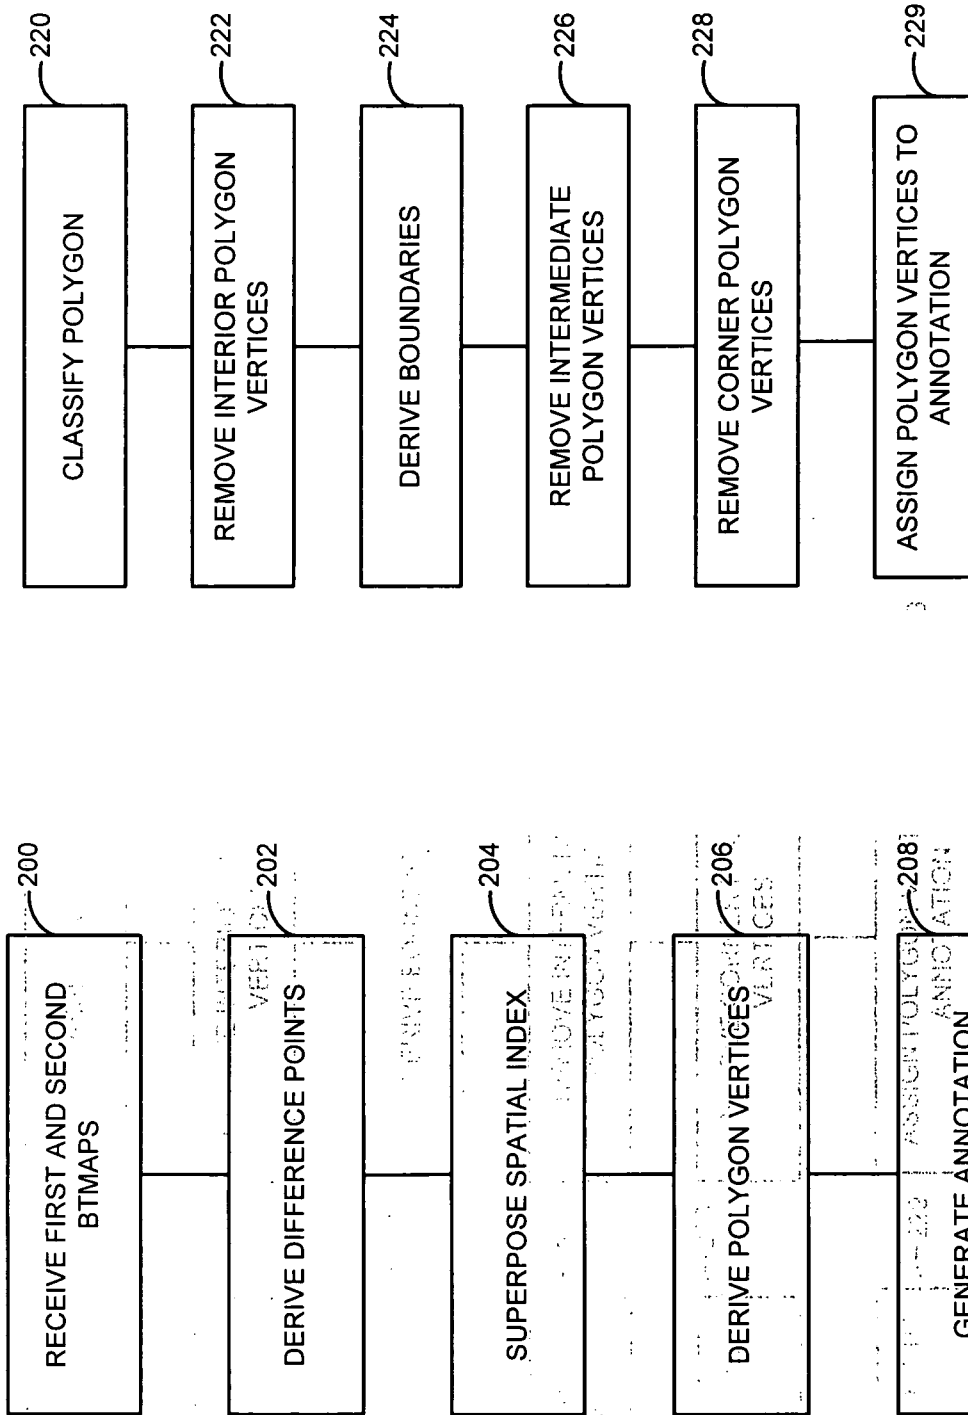 200
RECEIVE FIRST AND SECOND
BTMAPS
202
DERIVE DIFFERENCE POINTS
204
SUPERPOSE SPATIAL INDEX
206
DERIVE POLYGON VERTICES
208
GENERATE ANNOTATION
220
CLASSIFY POLYGON
222
REMOVE INTERIOR POLYGON
VERTICES
224
DERIVE BOUNDARIES
226
REMOVE INTERMEDIATE
POLYGON VERTICES
228
REMOVE CORNER POLYGON
VERTICES
229
ASSIGN POLYGON VERTICES TO
ANNOTATION